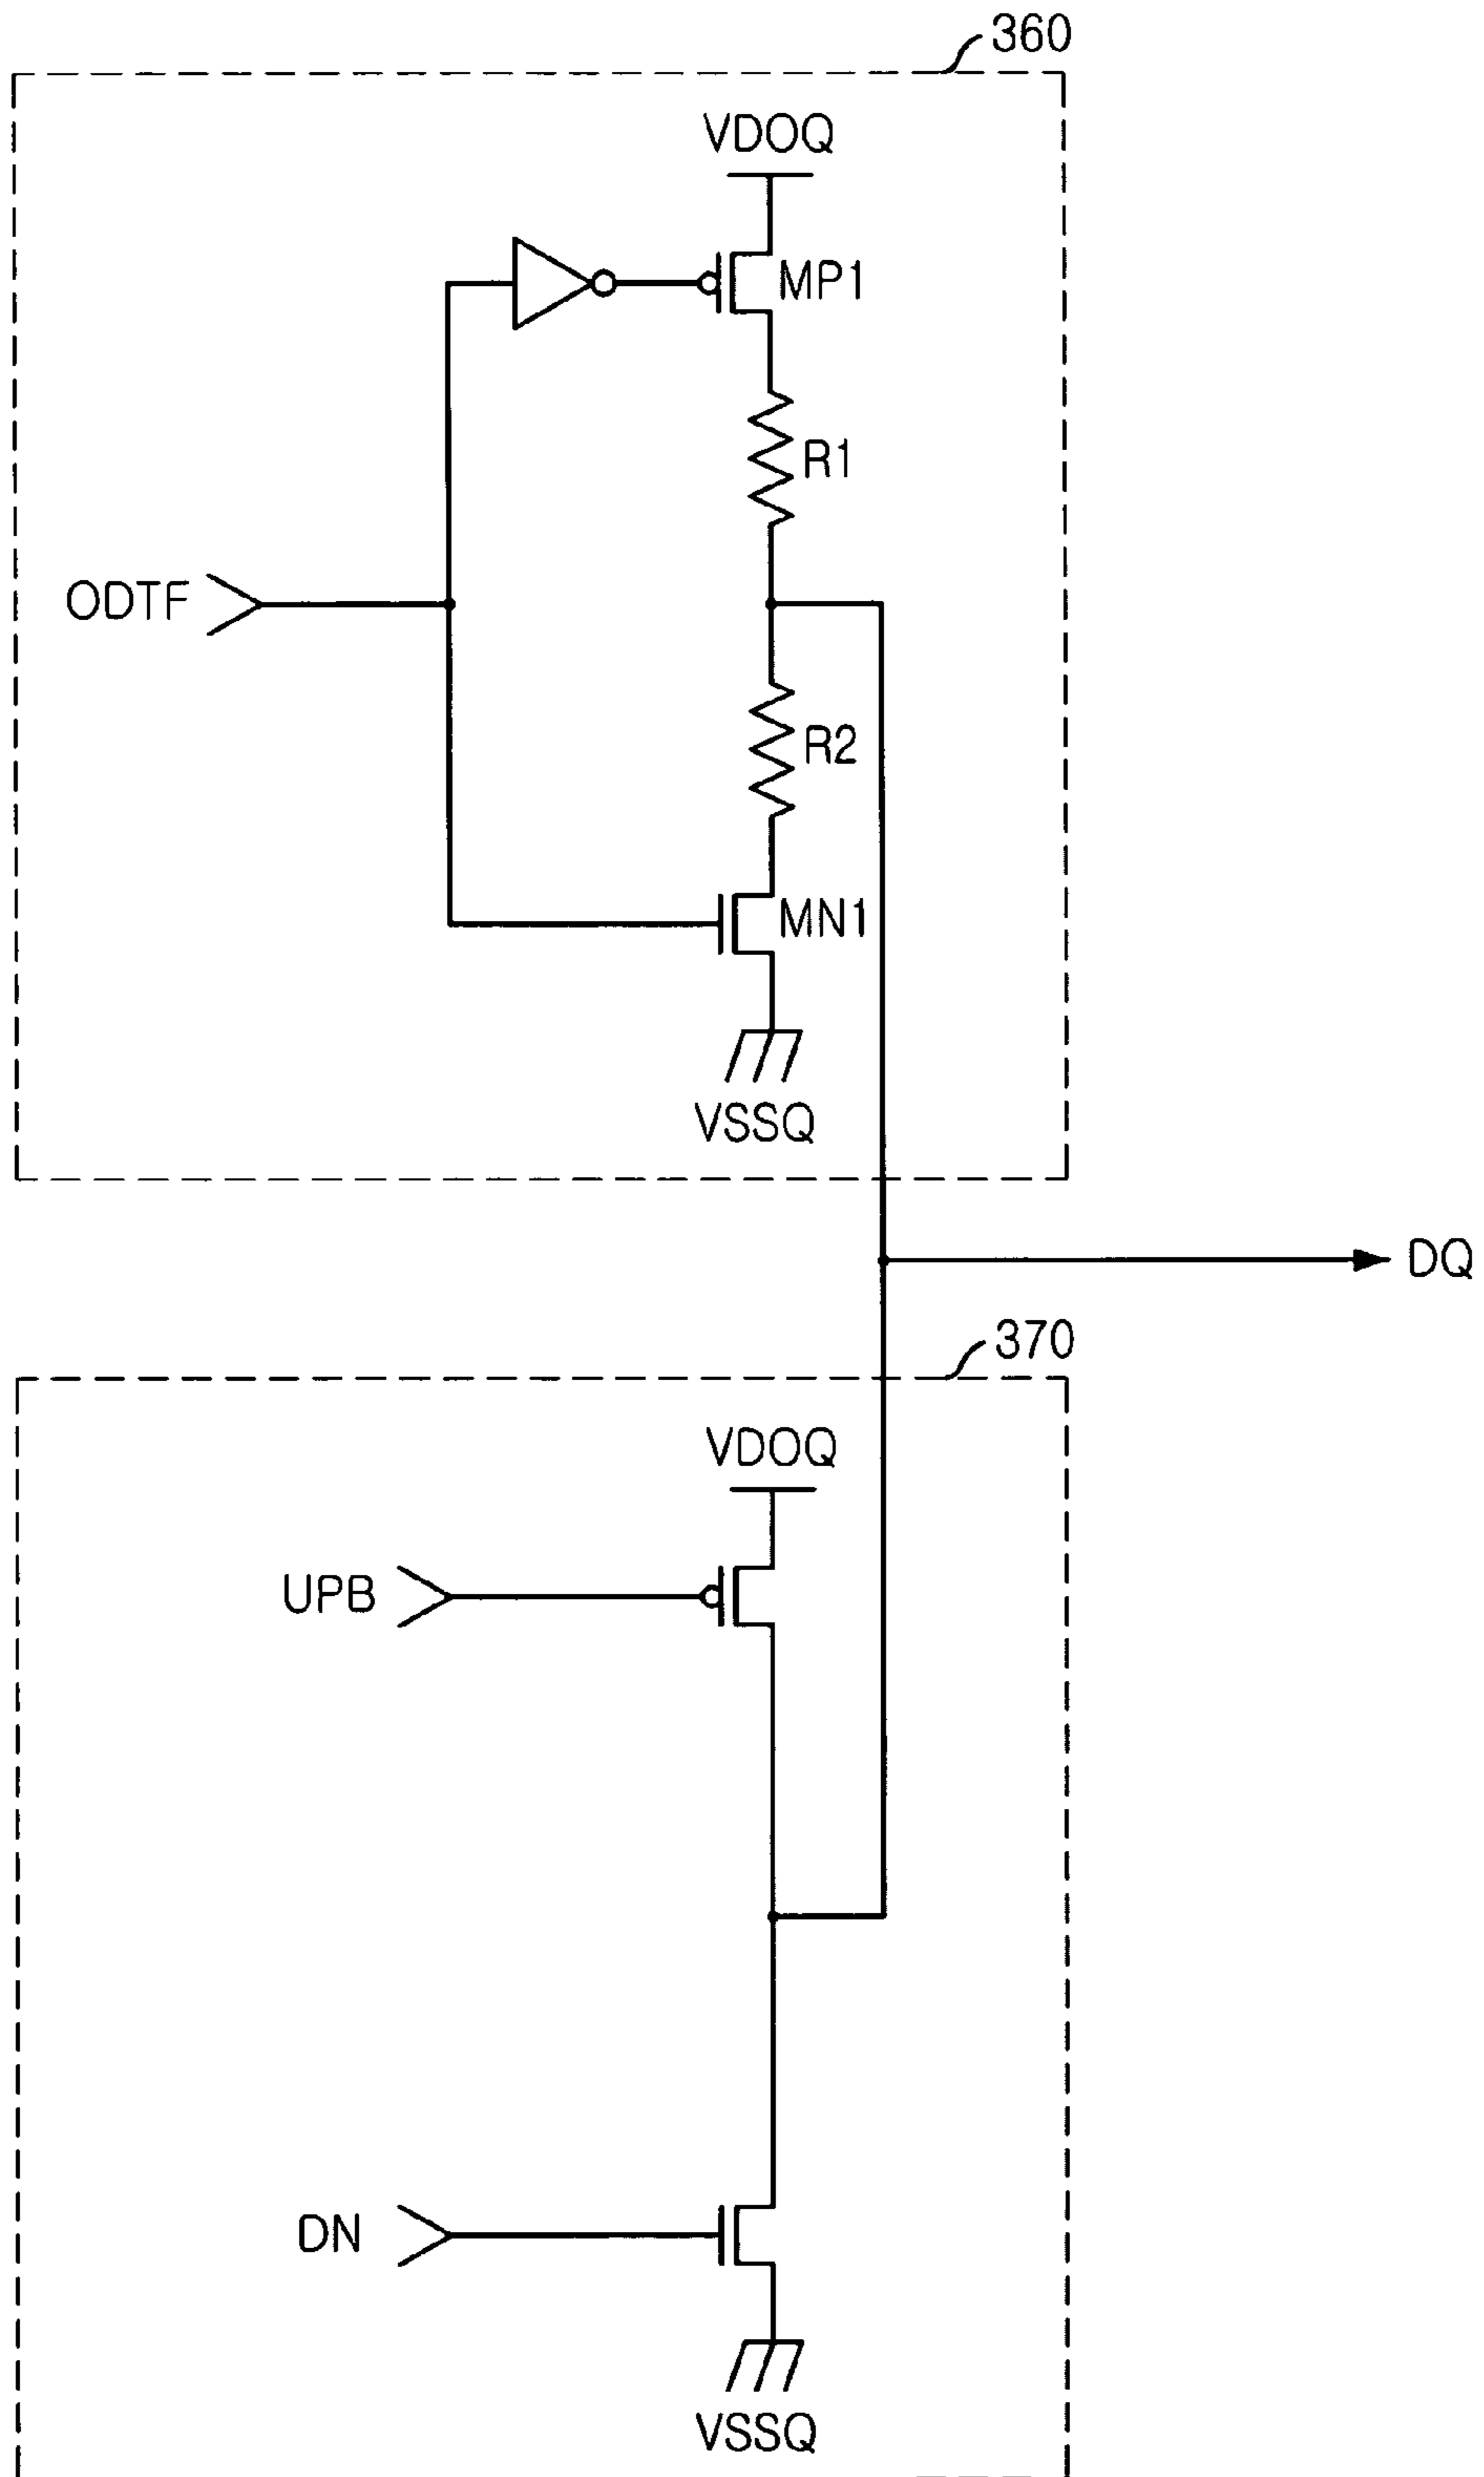 360
VDOQ
MP1
R1
ODTF
R2
MN1
VSSQ
DQ
370
VDOQ
UPB
DN
VSSQ